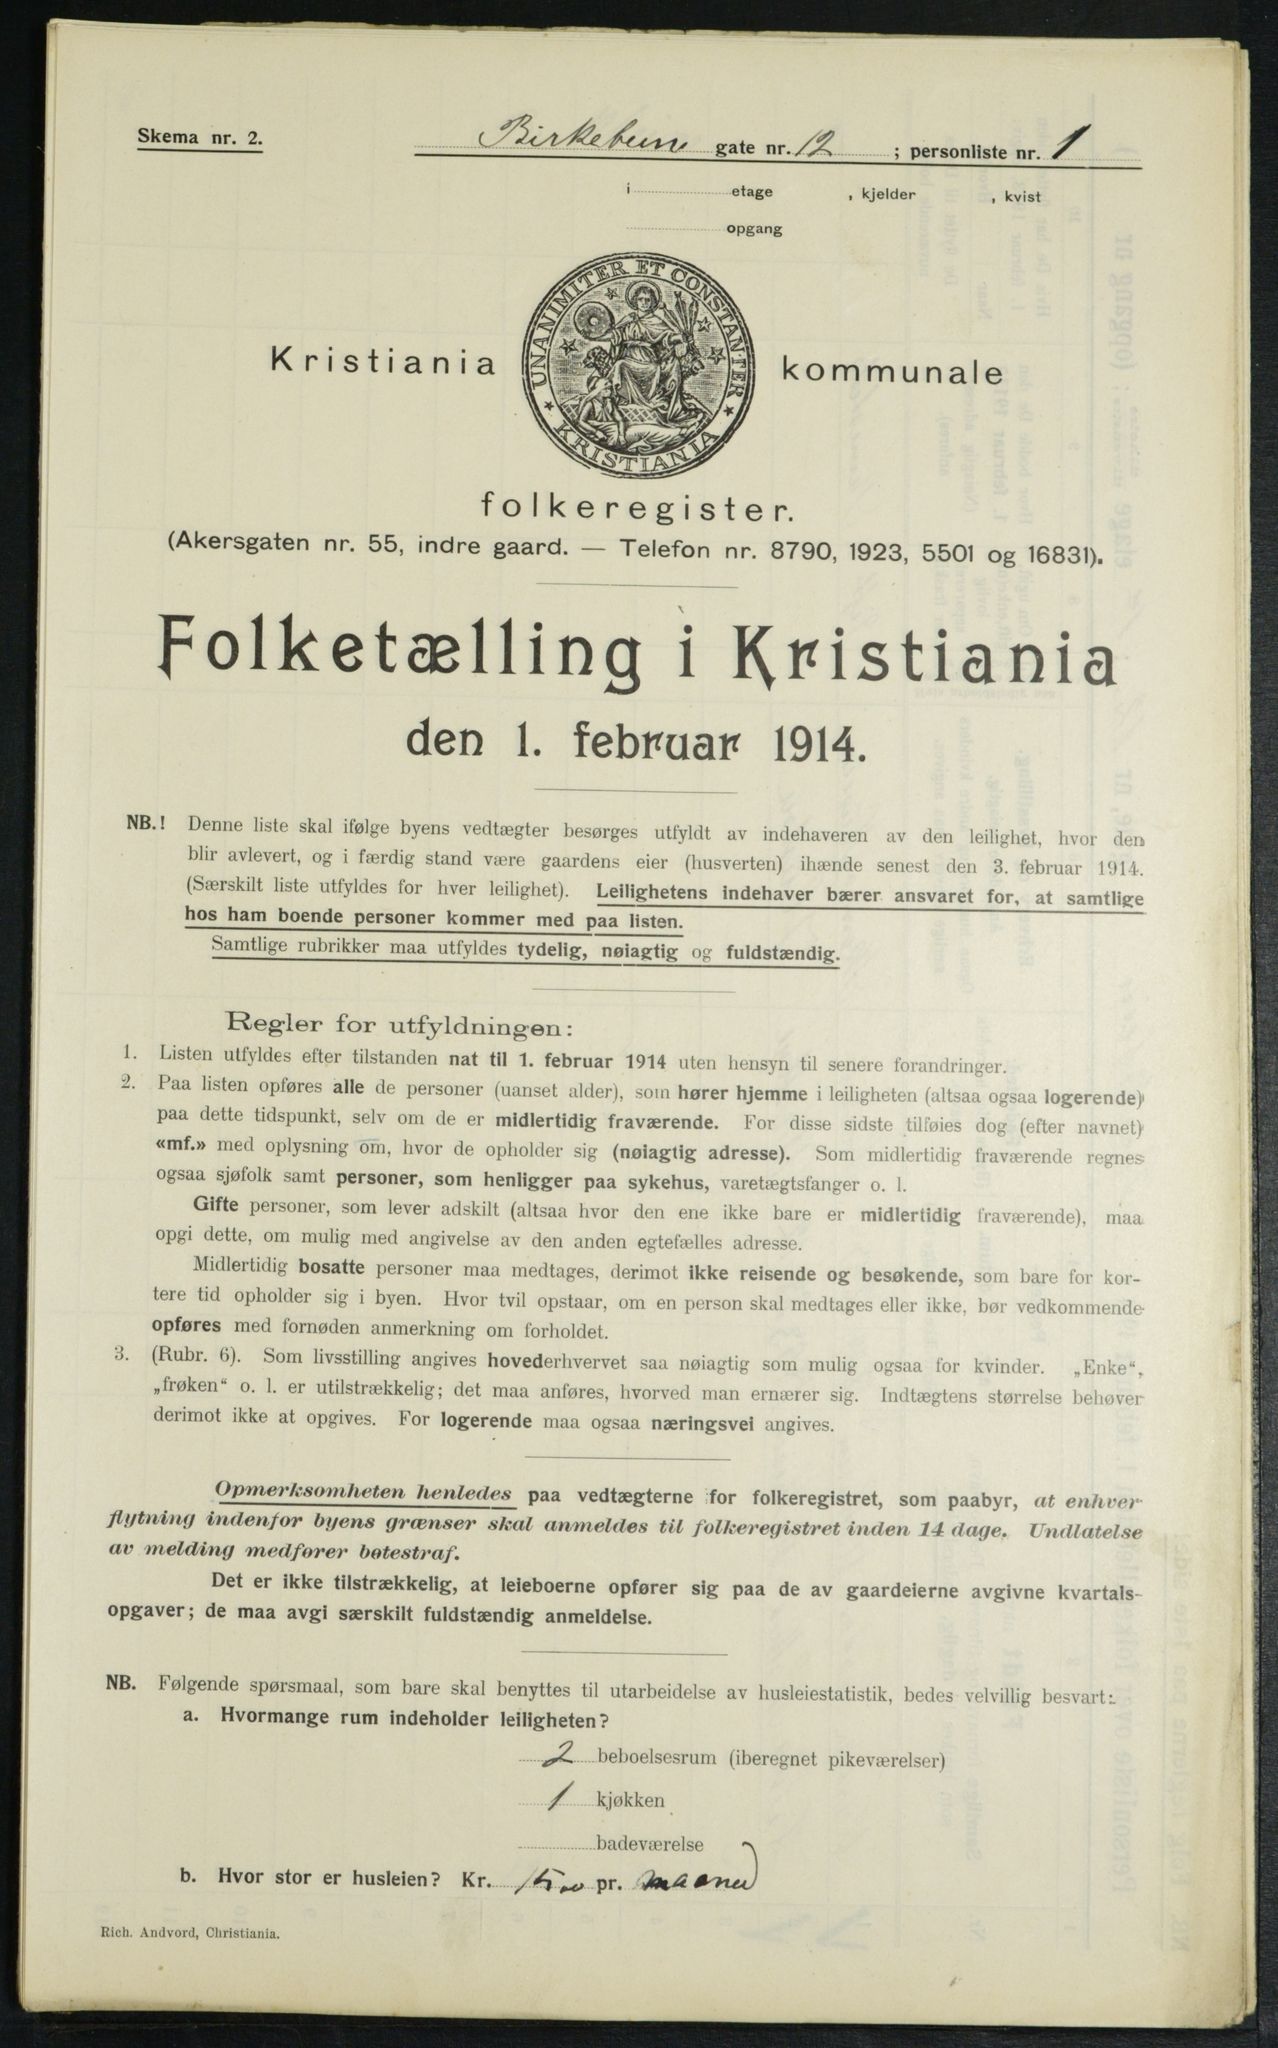 Skema nr. 2.
Birkebein gate nr. 12 ; personliste nr. 1
i etage , kjelder , kvist
opgang
UNANIMITER ET CONSTANTER
KRISTIANIA
Kristiania kommunale
folkeregister.
(Akersgaten nr. 55, indre gaard. — Telefon nr. 8790, 1923, 5501 og 16831).
Folketælling i Kristiania
den 1. februar 1914.
NB.! Denne liste skal ifølge byens vedtægter besørges utfyldt av indehaveren av den leilighet, hvor den
blir avlevert, og i færdig stand være gaardens eier (husverten) ihænde senest den 3. februar 1914.
(Særskilt liste utfyldes for hver leilighet). Leilighetens indehaver bærer ansvaret for, at samtlige
hos ham boende personer kommer med paa listen.
Samtlige rubrikker maa utfyldes tydelig, nøiagtig og fuldstændig.
Regler for utfyldningen:
1. Listen utfyldes efter tilstanden nat til 1. februar 1914 uten hensyn til senere forandringer.
2. Paa listen opføres alle de personer (uanset alder), som hører hjemme i leiligheten (altsaa ogsaa logerende)
paa dette tidspunkt, selv om de er midlertidig fraværende. For disse sidste tilføies dog (efter navnet)
«mf.» med oplysning om, hvor de opholder sig (nøiagtig adresse). Som midlertidig fraværende regnes
ogsaa sjøfolk samt personer, som henligger paa sykehus, varetægtsfanger o. l.
Gifte personer, som lever adskilt (altsaa hvor den ene ikke bare er midlertidig fraværende), maa
opgi dette, om mulig med angivelse av den anden egtefælles adresse.
Midlertidig bosatte personer maa medtages, derimot ikke reisende og besøkende, som bare for kor-
tere tid opholder sig i byen. Hvor tvil opstaar, om en person skal medtages eller ikke, bør vedkommende
opføres med fornøden anmerkning om forholdet.
3. (Rubr. 6). Som livsstilling angives hovederhvervet saa nøiagtig som mulig ogsaa for kvinder. „Enke“,
„frøken“ o. l. er utilstrækkelig; det maa anføres, hvorved man ernærer sig. Indtægtens størrelse behøver
derimot ikke at opgives. For logerende maa ogsaa næringsvei angives.
Opmerksomheten henledes paa vedtægterne for folkeregistret, som paabyr, at enhver
flytning indenfor byens grænser skal anmeldes til folkeregistret inden 14 dage. Undlatelse
av melding medfører bøtestraf.
Det er ikke tilstrækkelig, at leieboerne opfører sig paa de av gaardeierne avgivne kvartals-
opgaver; de maa avgi særskilt fuldstændig anmeldelse.
NB. Følgende spørsmaal, som bare skal benyttes til utarbeidelse av husleiestatistik, bedes velvillig besvart:
a. Hvormange rum indeholder leiligheten?
2 beboelsesrum (iberegnet pikeværelser)
1 kjøkken
badeværelse
b. Hvor stor er husleien? Kr. pr. maaned
Rich. Andvord, Christiania.